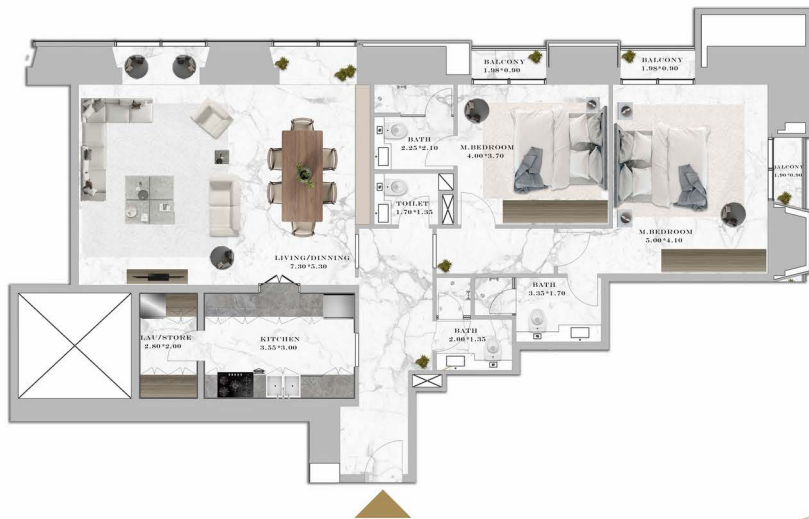 BALCONY
1.98*0.90
BALCONY
1.98*0.90
BATH
2.25*2.10
M.BEDROOM
4.00*3.70
BALCONY
1.90*0.90
TOILET
1.70*1.35
M.BEDROOM
5.00*4.10
LIVING/DINNING
7.30*5.30
BATH
3.35*1.70
LAU/STORE
2.80*2.00
KITCHEN
3.55*3.00
BATH
2.00*1.35